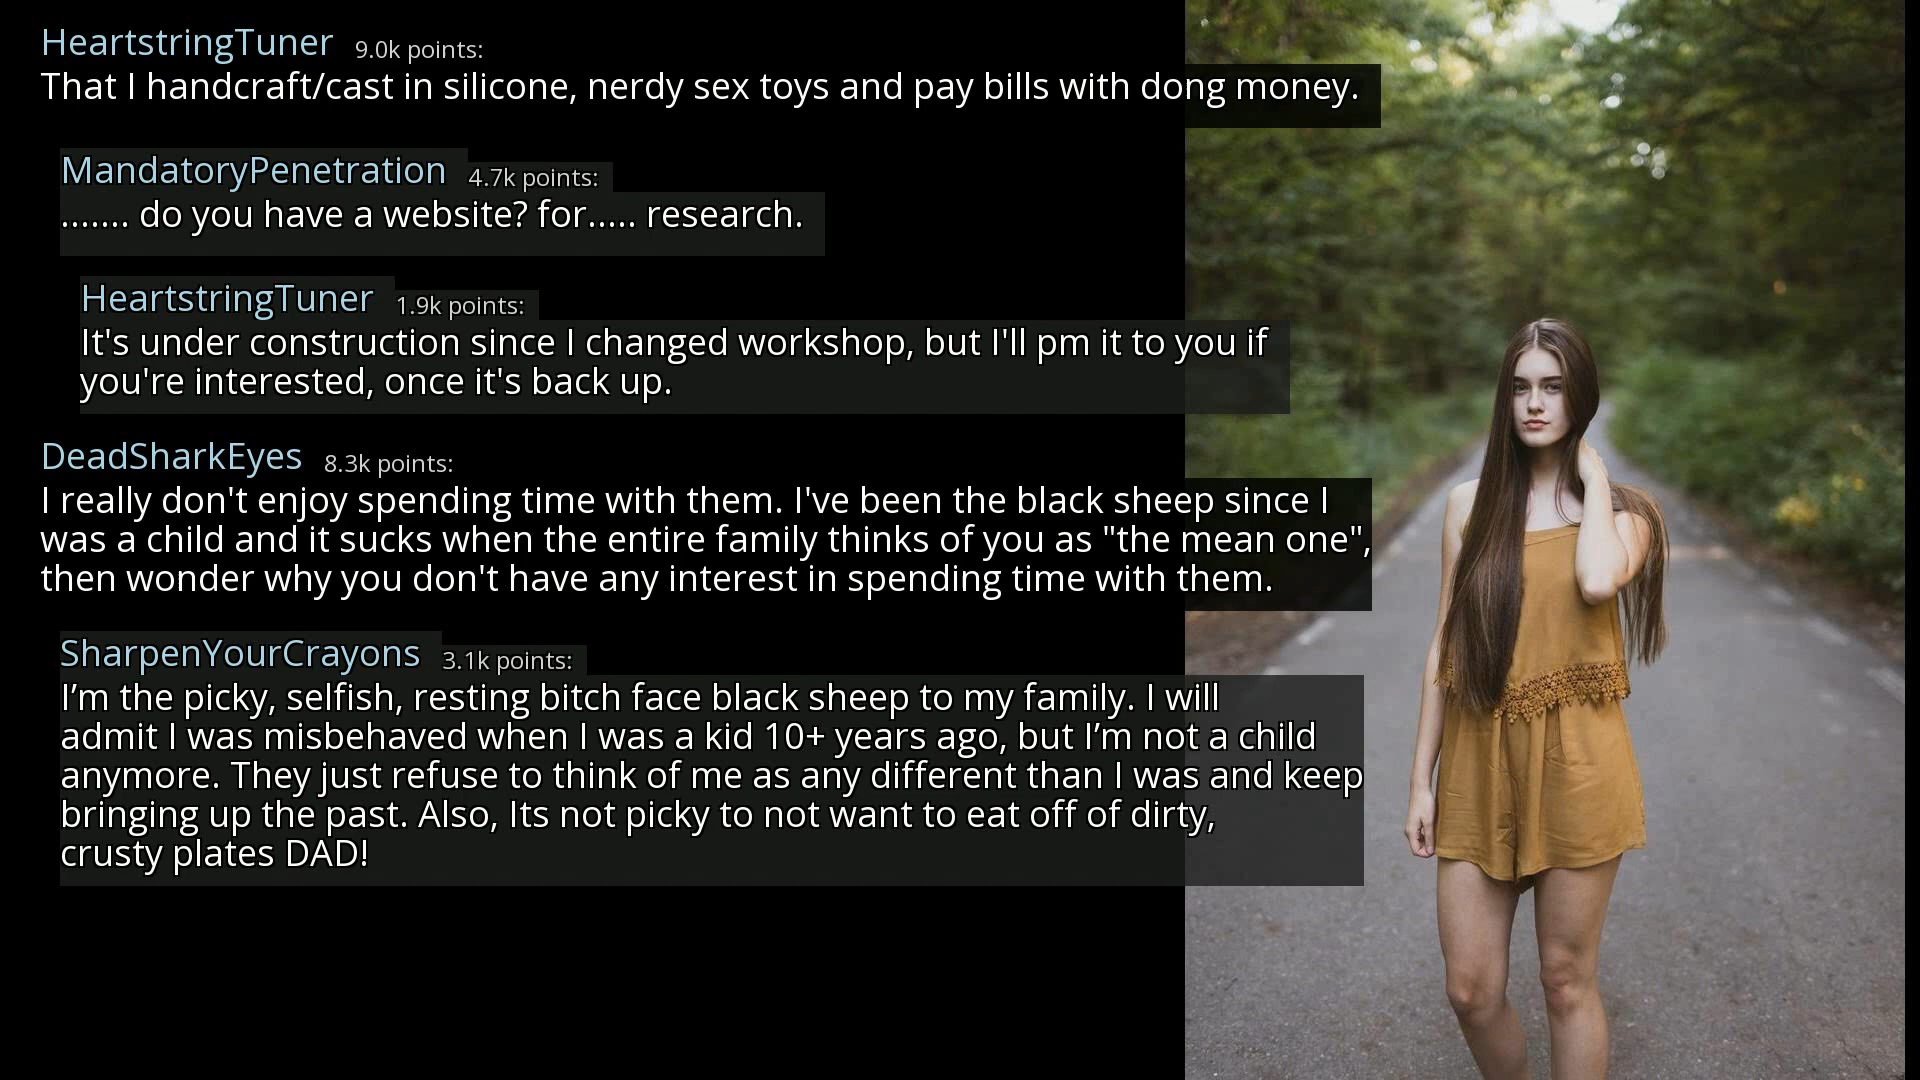 HeartstringTuner 9.0k points:
That I handcraft/cast in silicone, nerdy sex toys and pay bills with dong money.
MandatoryPenetration 4.7k points:
....... do you have a website? for..... research.
HeartstringTuner 1.9k points:
It's under construction since I changed workshop, but I'll pm it to you if
you're interested, once it's back up.
DeadSharkEyes 8.3k points:
I really don't enjoy spending time with them. I've been the black sheep since I
was a child and it sucks when the entire family thinks of you as "the mean one",
then wonder why you don't have any interest in spending time with them.
SharpenYourCrayons 3.1k points:
I’m the picky, selfish, resting bitch face black sheep to my family. I will
admit I was misbehaved when I was a kid 10+ years ago, but I’m not a child
anymore. They just refuse to think of me as any different than I was and keep
bringing up the past. Also, Its not picky to not want to eat off of dirty,
crusty plates DAD!